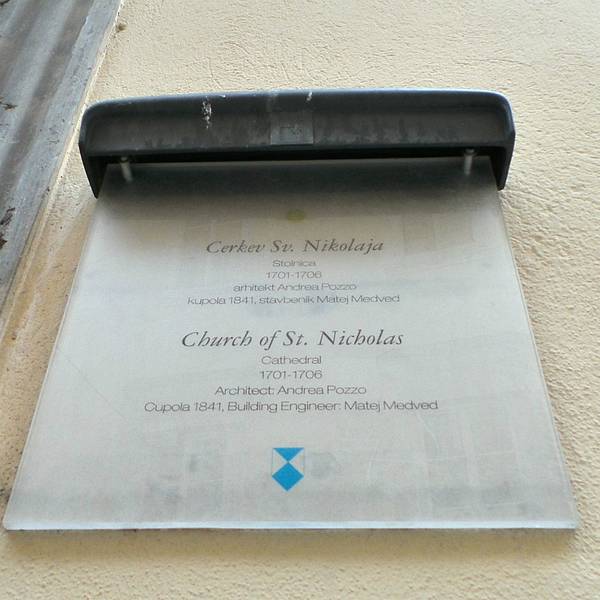 Cerkev Sv. Nikolaja
Stolnica
1701-1706
arhitekt Andrea Pozzo
kupola 1841, stavbenik Matej Medved
Church of St. Nicholas
Cathedral
1701-1706
Architect: Andrea Pozzo
Cupola 1841, Building Engineer: Matej Medved